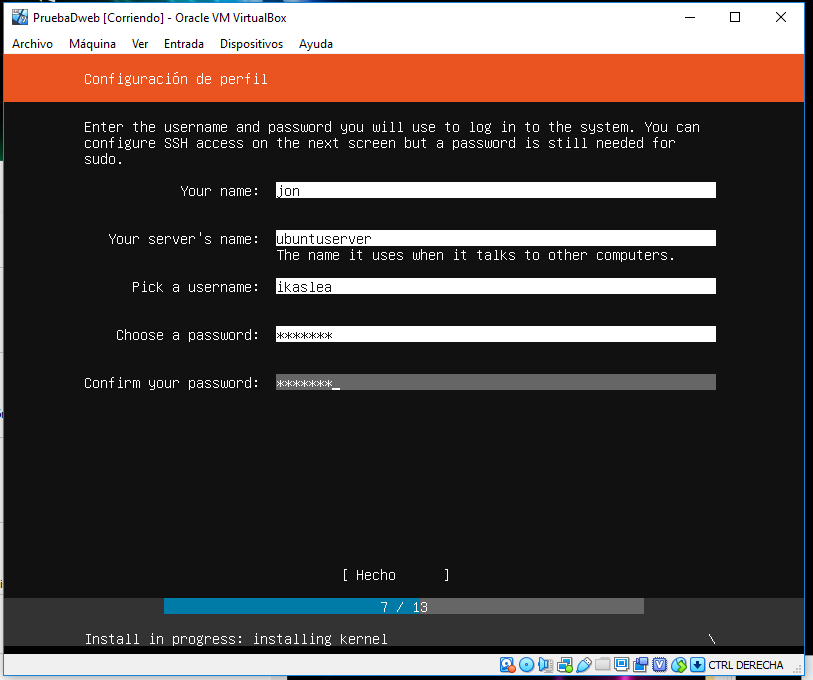 PruebaDweb [Corriendo] - Oracle VM VirtualBox
Archivo Máquina Ver Entrada Dispositivos Ayuda
Configuración de perfil
Enter the username and password you will use to log in to the system. You can
configure SSH access on the next screen but a password is still needed for
sudo.
Your name: jon
Your server's name: ubuntuserver
The name it uses when it talks to other computers.
Pick a username: ikaslea
Choose a password: *******
Confirm your password: *******_
[ Hecho ]
7 / 13
Install in progress: installing kernel \
CTRL DERECHA